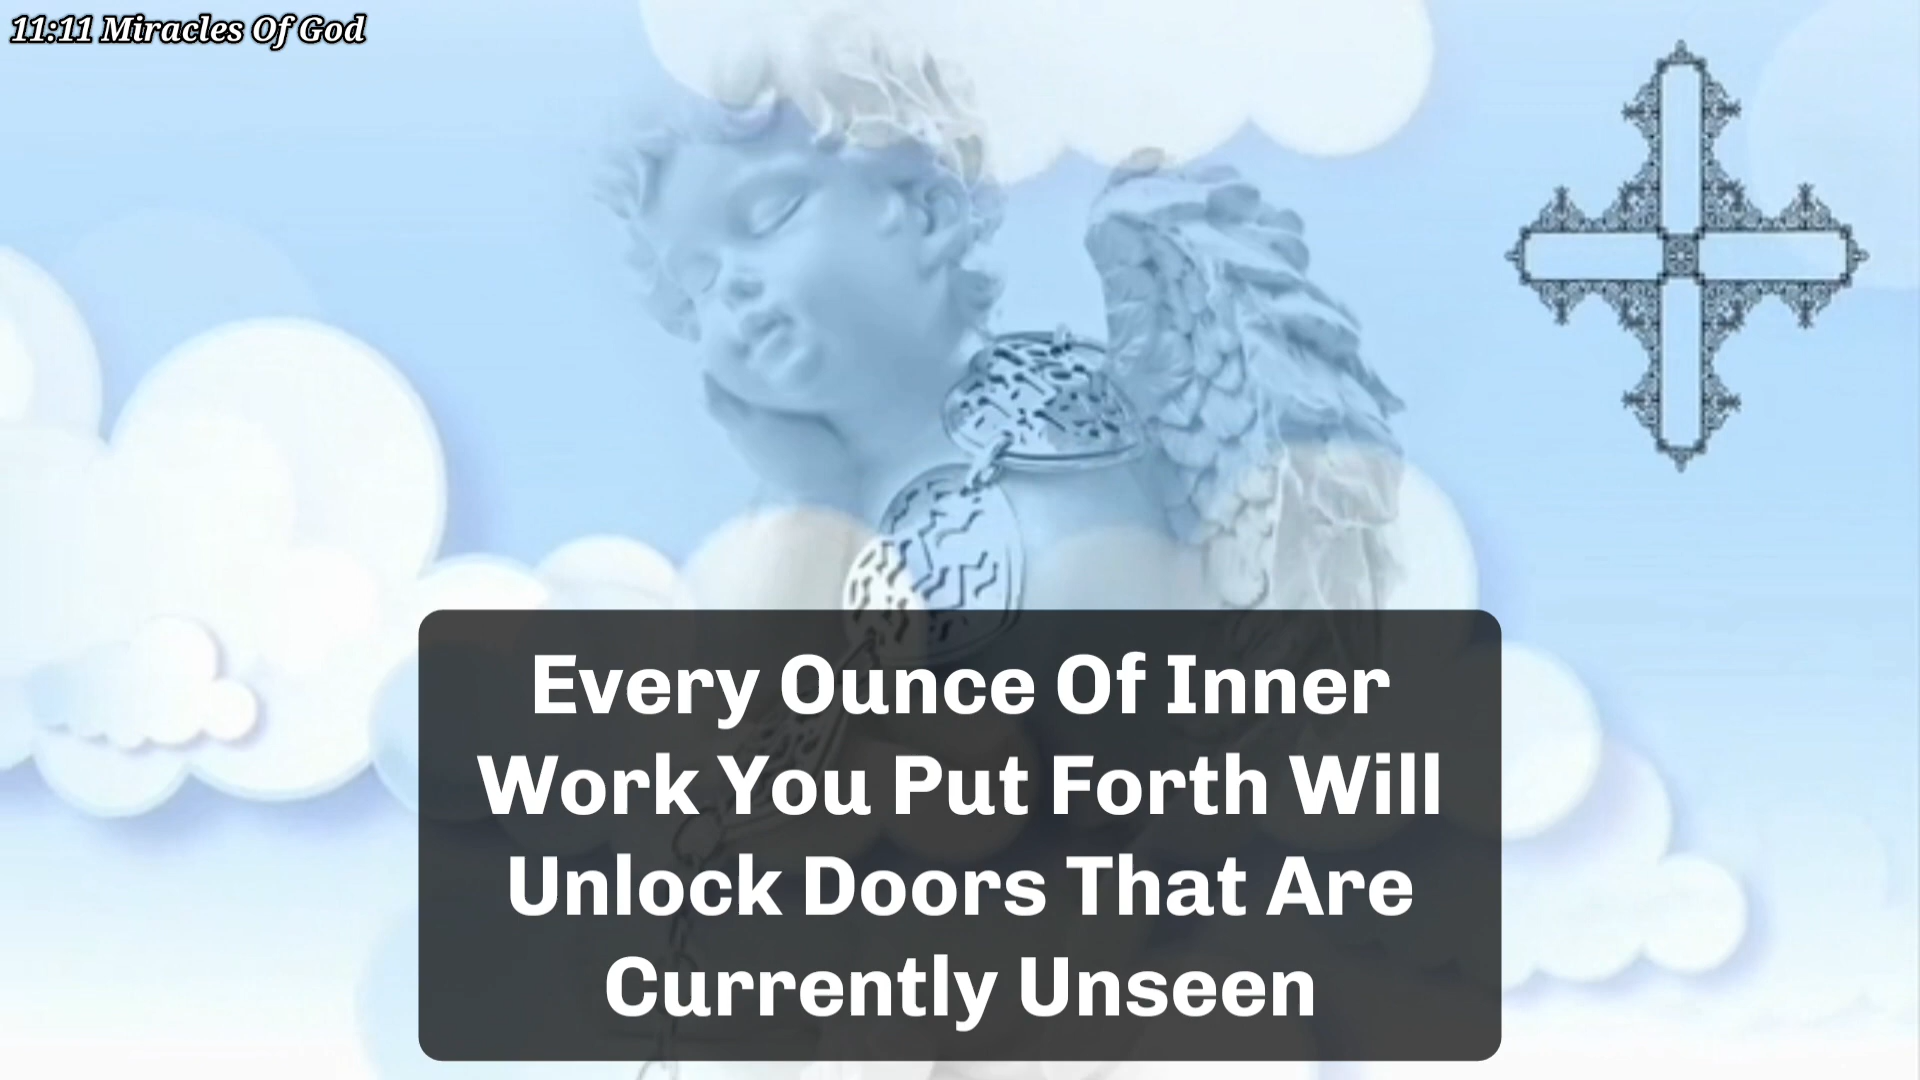 11:11 Miracles Of God
Every Ounce Of Inner
Work You Put Forth Will
Unlock Doors That Are
Currently Unseen